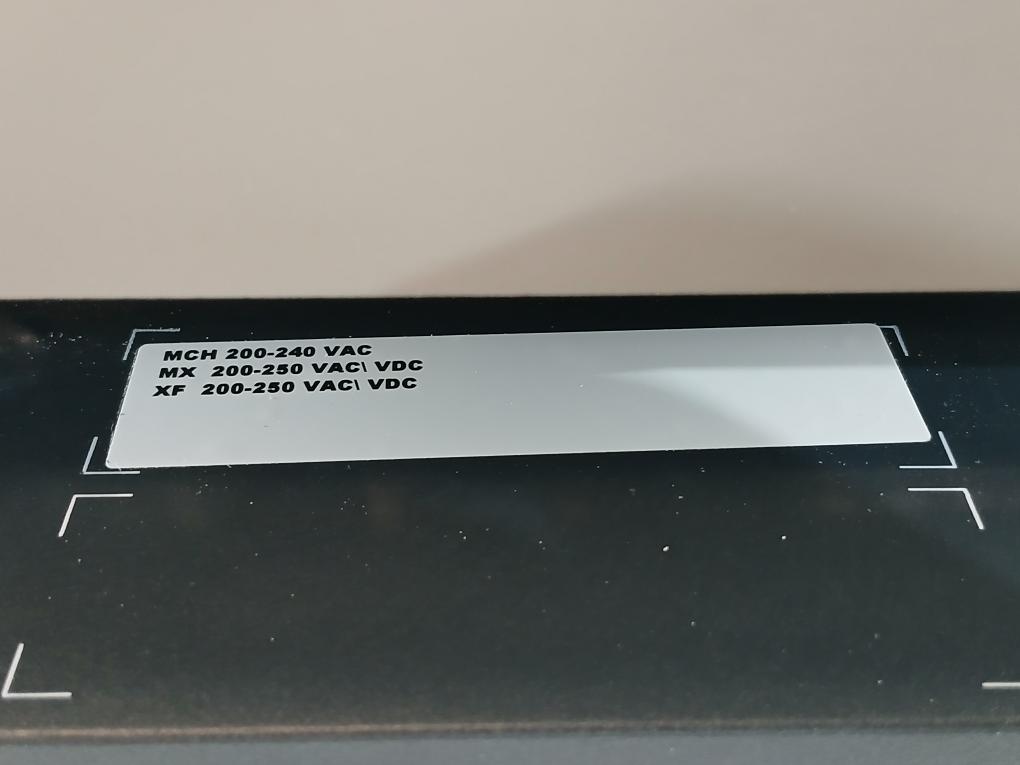 MCH 200-240 VAC
MX 200-250 VAC\ VDC
XF 200-250 VAC\ VDC